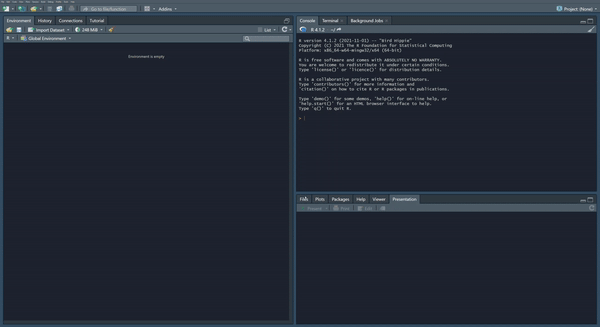 Go to file/function
Addins
Project: (None)
Environment History Connections Tutorial
Import Dataset 248 MiB List
R Global Environment
Environment is empty
Console Terminal Background Jobs
R 4.1.2 · ~/
R version 4.1.2 (2021-11-01) -- "Bird Hippie"
Copyright (C) 2021 The R Foundation for Statistical Computing
Platform: x86_64-w64-mingw32/x64 (64-bit)
R is free software and comes with ABSOLUTELY NO WARRANTY.
You are welcome to redistribute it under certain conditions.
Type 'license()' or 'licence()' for distribution details.
R is a collaborative project with many contributors.
Type 'contributors()' for more information and
'citation()' on how to cite R or R packages in publications.
Type 'demo()' for some demos, 'help()' for on-line help, or
'help.start()' for an HTML browser interface to help.
Type 'q()' to quit R.
>
Files Plots Packages Help Viewer Presentation
Present Edit